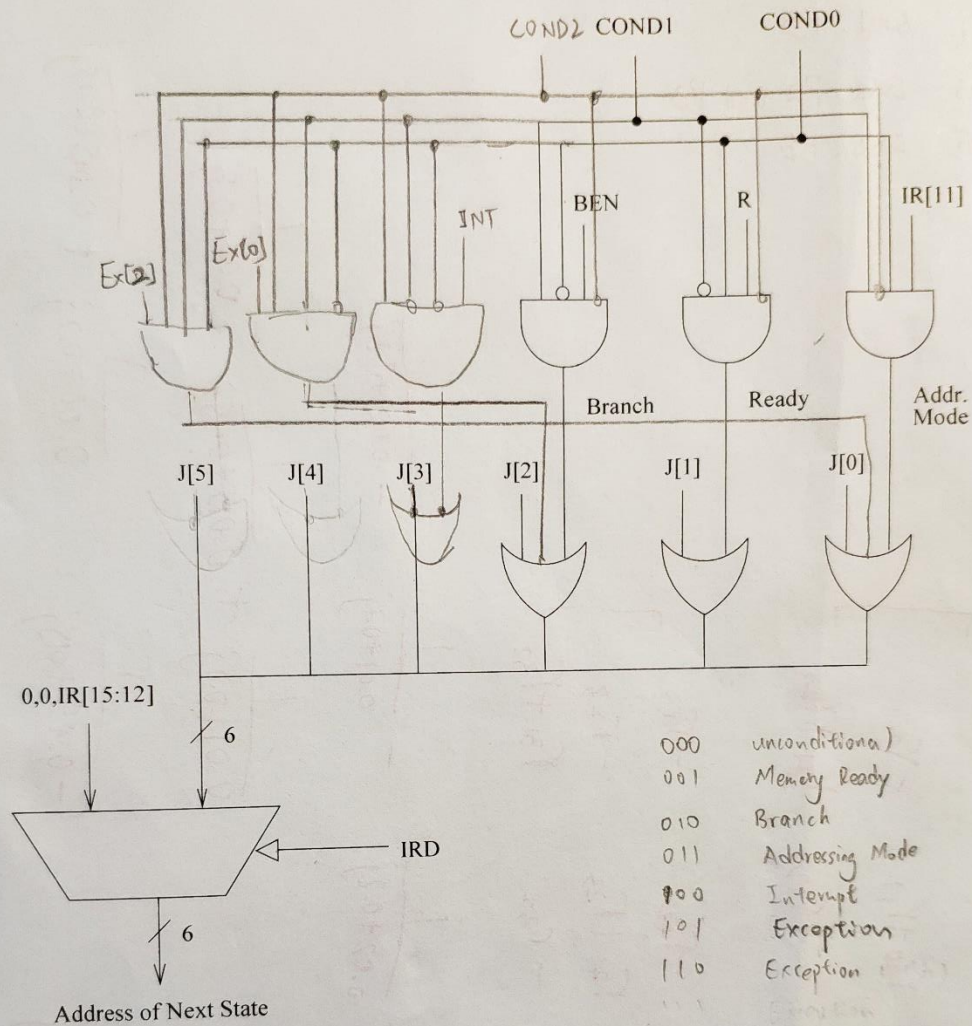 COND2 COND1 COND0
BEN R IR[11]
INT
Ex[2] Ex[0]
Branch Ready Addr. Mode
J[5] J[4] J[3] J[2] J[1] J[0]
0,0,IR[15:12]
6
IRD
6
Address of Next State
000 unconditional
001 Memory Ready
010 Branch
011 Addressing Mode
100 Interrupt
101 Exception
110 Exception